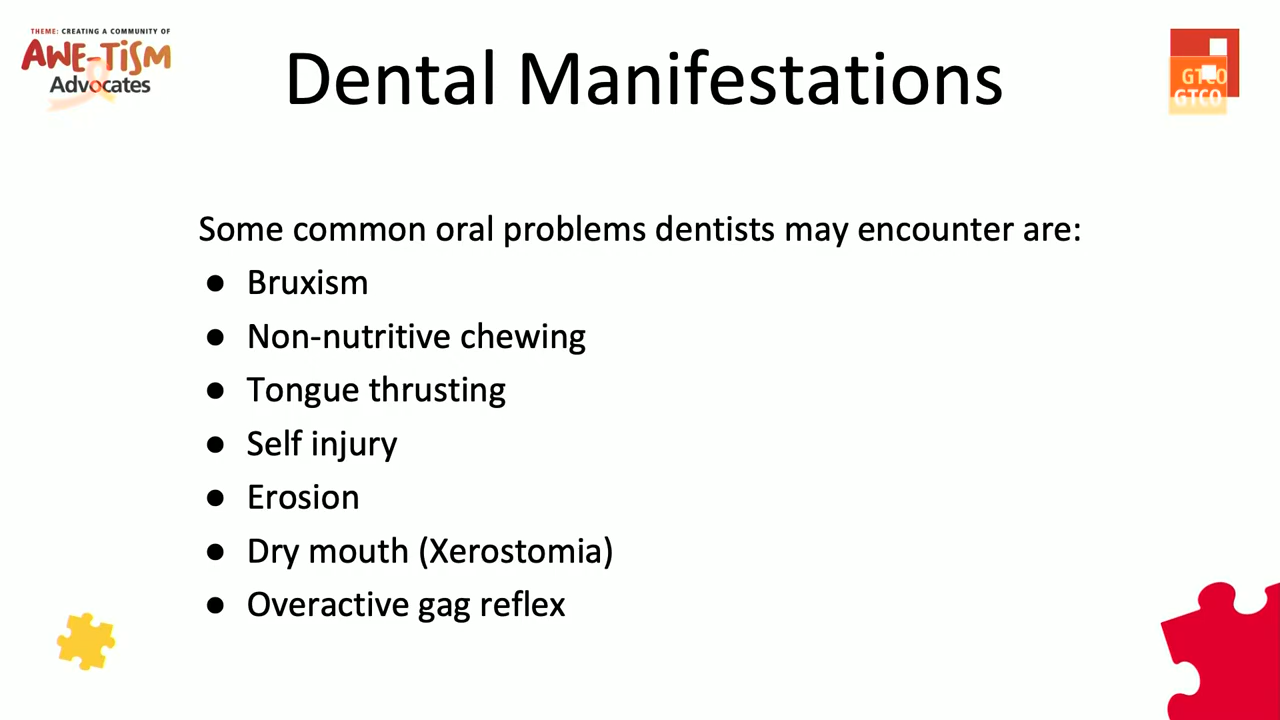 THEME: CREATING A COMMUNITY OF
AWE-TiSM
Advocates
Dental Manifestations
GTCO
GTCO
Some common oral problems dentists may encounter are:
● Bruxism
● Non-nutritive chewing
● Tongue thrusting
● Self injury
● Erosion
● Dry mouth (Xerostomia)
● Overactive gag reflex